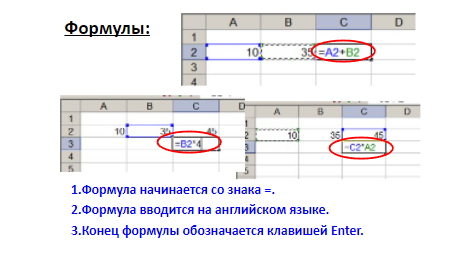 Формулы:
A B C D
1
2 10 35 =A2+B2
3
4
A B C D
1
2 10 35 45
3 =B2*4
4
5
A B C D
1
2 10 35 45
3 =C2*A2
4
5
1.Формула начинается со знака =.
2.Формула вводится на английском языке.
3.Конец формулы обозначается клавишей Enter.